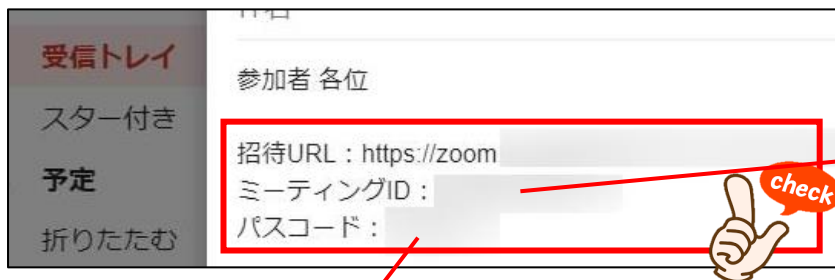 件名
受信トレイ
参加者 各位
スター付き
招待URL：https://zoom
予定
ミーティングID：
check
パスコード：
折りたたむ